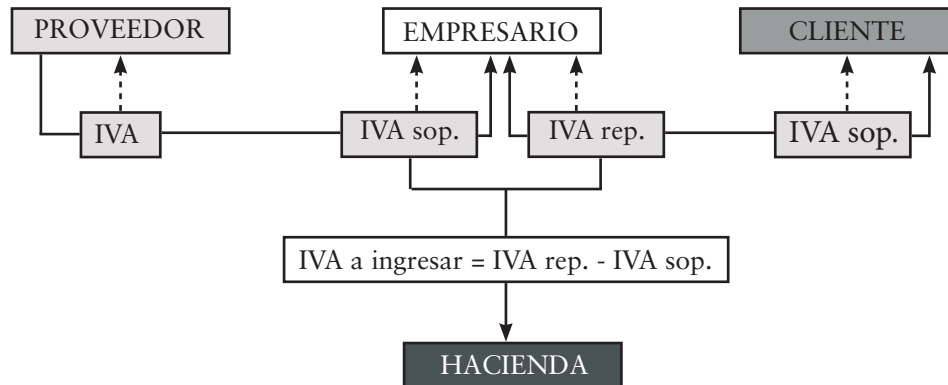 PROVEEDOR
EMPRESARIO
CLIENTE
IVA
IVA sop.
IVA rep.
IVA sop.
IVA a ingresar = IVA rep. - IVA sop.
HACIENDA